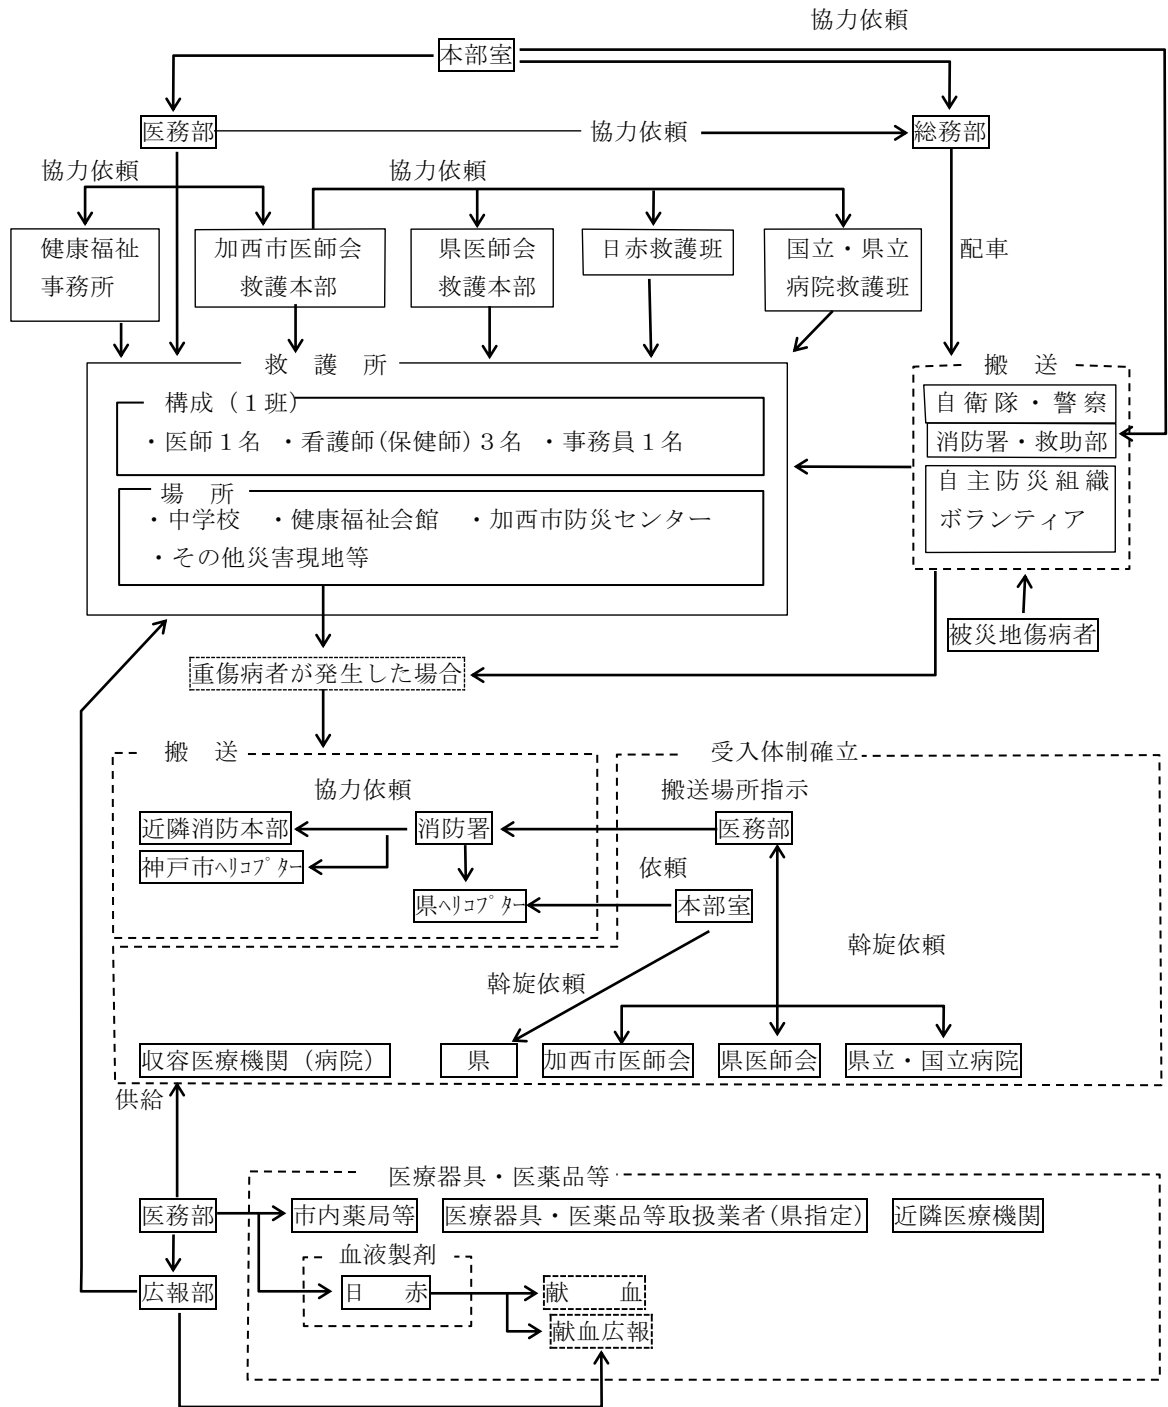 協力依頼
本部室
医務部
協力依頼
総務部
協力依頼
協力依頼
健康福祉
事務所
加西市医師会
救護本部
県医師会
救護本部
日赤救護班
国立・県立
病院救護班
配車
救　護　所
構成（１班）
・医師１名　・看護師(保健師)３名　・事務員１名
場　所
・中学校　・健康福祉会館　・加西市防災センター
・その他災害現地等
搬　送
自衛隊・警察
消防署・救助部
自主防災組織
ボランティア
被災地傷病者
重傷病者が発生した場合
搬　送
協力依頼
近隣消防本部
消防署
神戸市ﾍﾘｺﾌﾟﾀｰ
県ﾍﾘｺﾌﾟﾀｰ
受入体制確立
搬送場所指示
医務部
依頼
本部室
斡旋依頼
斡旋依頼
収容医療機関（病院）
県
加西市医師会
県医師会
県立・国立病院
供給
医療器具・医薬品等
医務部
市内薬局等
医療器具・医薬品等取扱業者(県指定)
近隣医療機関
血液製剤
広報部
日　赤
献　血
献血広報